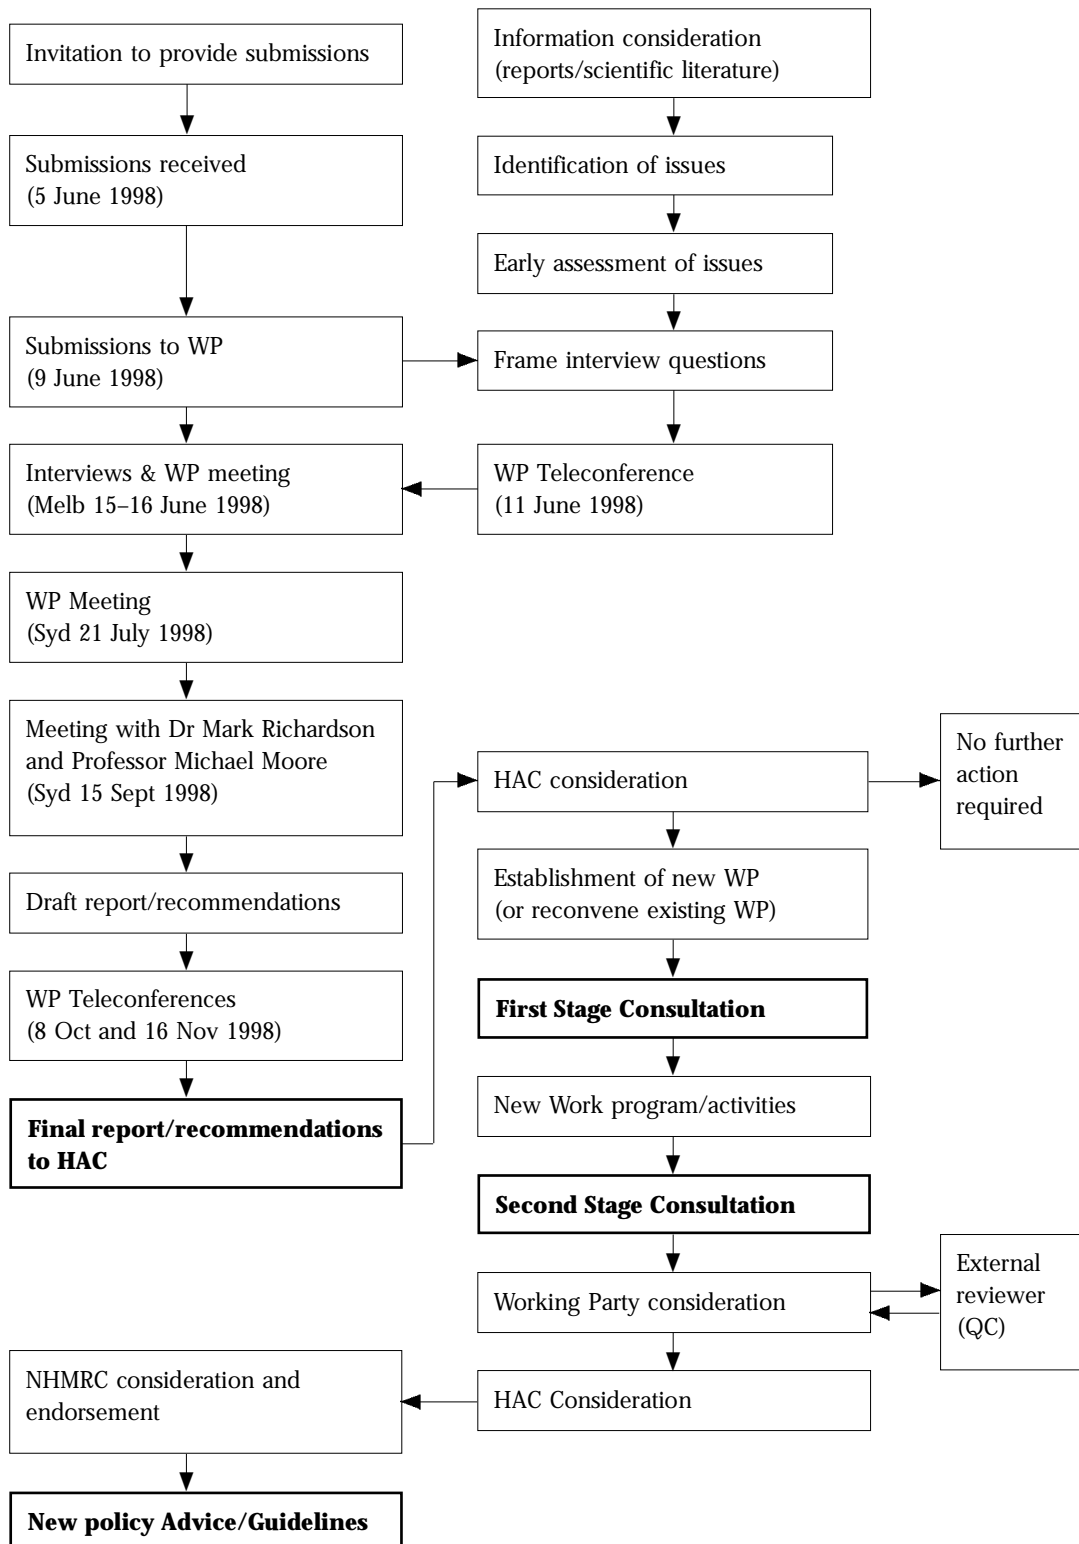 Invitation to provide submissions
Submissions received
(5 June 1998)
Submissions to WP
(9 June 1998)
Interviews & WP meeting
(Melb 15–16 June 1998)
WP Meeting
(Syd 21 July 1998)
Meeting with Dr Mark Richardson
and Professor Michael Moore
(Syd 15 Sept 1998)
Draft report/recommendations
WP Teleconferences
(8 Oct and 16 Nov 1998)
Final report/recommendations
to HAC
Information consideration
(reports/scientific literature)
Identification of issues
Early assessment of issues
Frame interview questions
WP Teleconference
(11 June 1998)
HAC consideration
No further
action
required
Establishment of new WP
(or reconvene existing WP)
First Stage Consultation
New Work program/activities
Second Stage Consultation
Working Party consideration
External
reviewer
(QC)
HAC Consideration
NHMRC consideration and
endorsement
New policy Advice/Guidelines